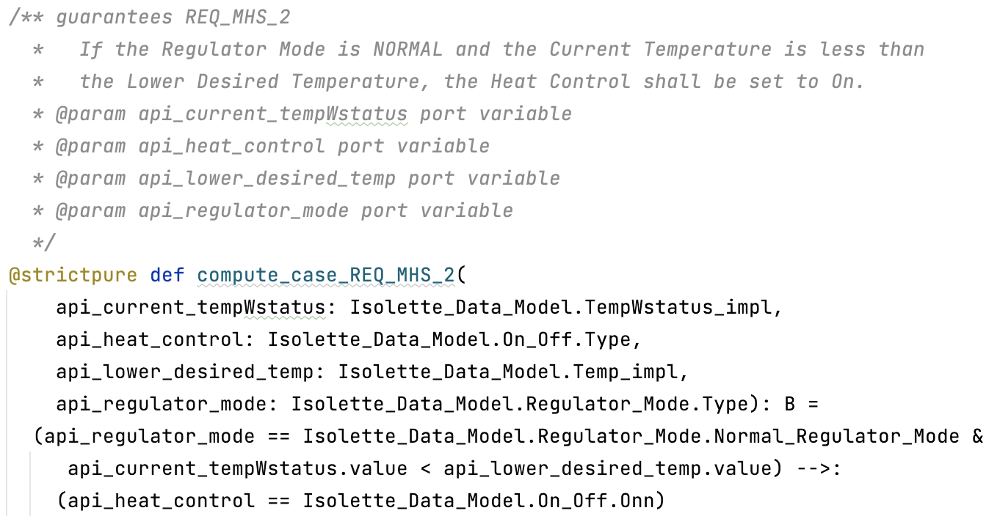 /** guarantees REQ_MHS_2
  *   If the Regulator Mode is NORMAL and the Current Temperature is less than
  *   the Lower Desired Temperature, the Heat Control shall be set to On.
  * @param api_current_tempWstatus port variable
  * @param api_heat_control port variable
  * @param api_lower_desired_temp port variable
  * @param api_regulator_mode port variable
  */
@strictpure def compute_case_REQ_MHS_2(
    api_current_tempWstatus: Isolette_Data_Model.TempWstatus_impl,
    api_heat_control: Isolette_Data_Model.On_Off.Type,
    api_lower_desired_temp: Isolette_Data_Model.Temp_impl,
    api_regulator_mode: Isolette_Data_Model.Regulator_Mode.Type): B =
  (api_regulator_mode == Isolette_Data_Model.Regulator_Mode.Normal_Regulator_Mode &
     api_current_tempWstatus.value < api_lower_desired_temp.value) -->:
    (api_heat_control == Isolette_Data_Model.On_Off.Onn)